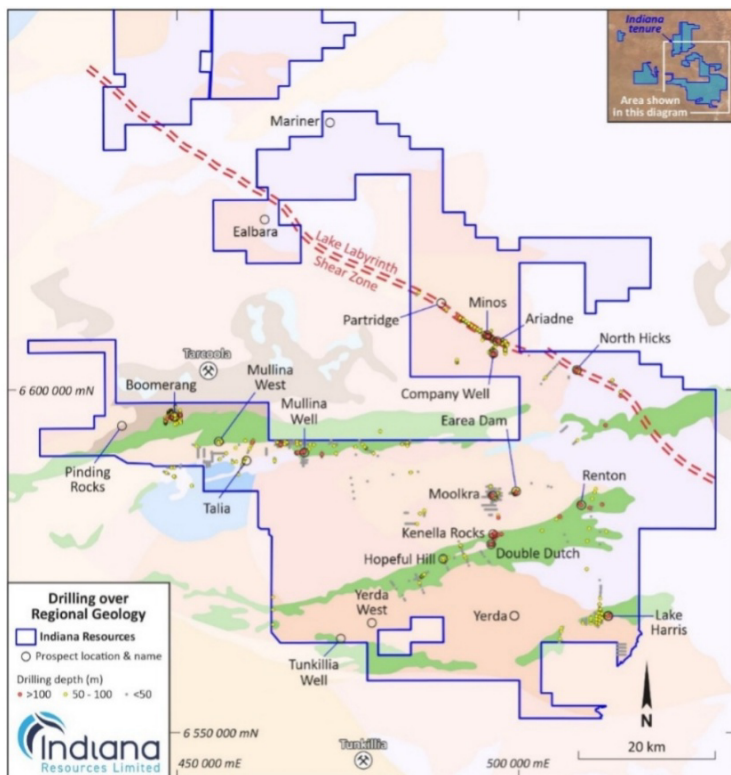 Indiana
tenure
Area shown
in this diagram
Mariner
Ealbara
Lake Labyrinth
Shear Zone
Partridge
Minos
Ariadne
North Hicks
Company Well
Tarcoola
6 600 000 mN
Boomerang
Mullina
West
Mullina
Well
Earea Dam
Pinding
Rocks
Talia
Moolkra
Renton
Kenella Rocks
Double Dutch
Hopeful Hill
Yerda
West
Yerda
Lake
Harris
Tunkillia
Well
Drilling over
Regional Geology
Indiana Resources
Prospect location & name
Drilling depth (m)
>100 50 - 100 <50
Indiana
Resources Limited
6 550 000 mN
450 000 mE
Tunkillia
500 000 mE
N
20 km